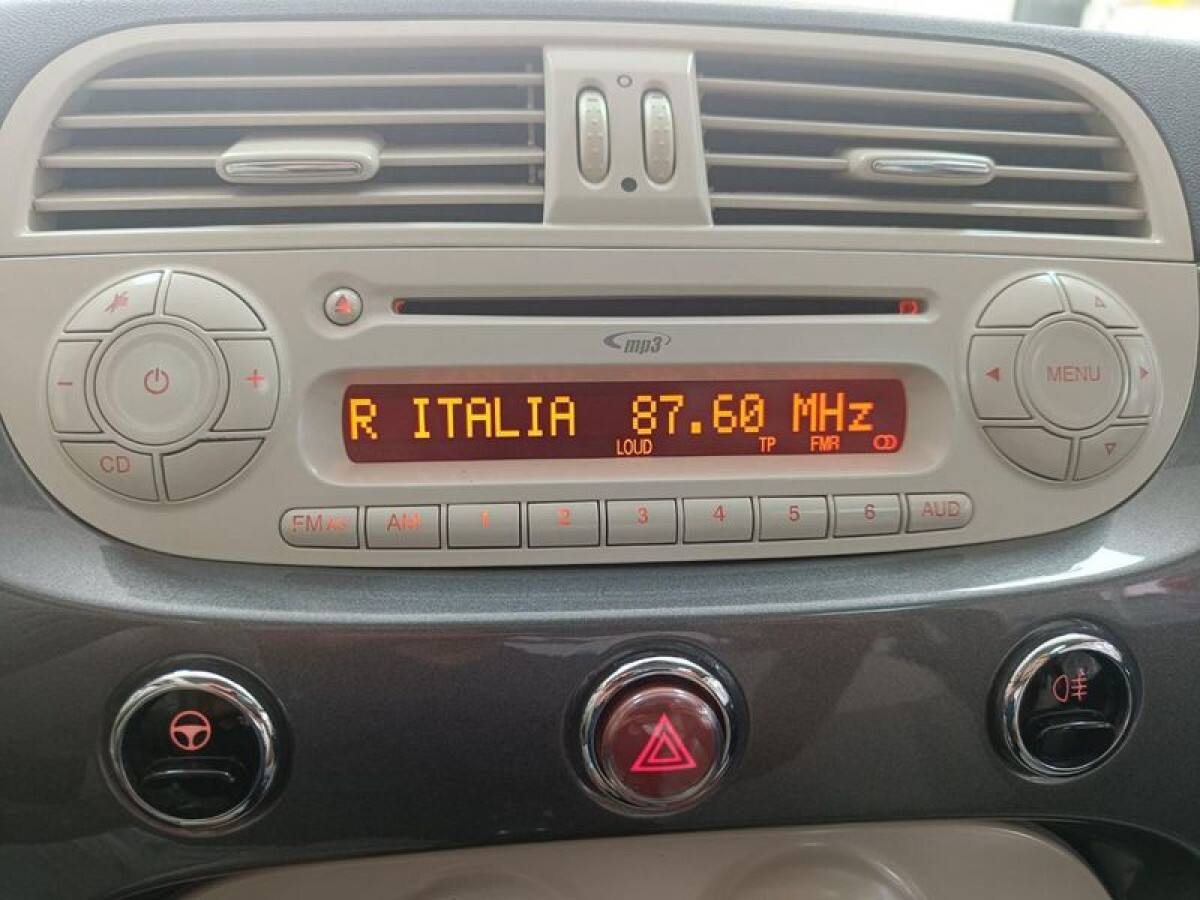 mp3
R ITALIA 87.60 MHz
LOUD TP FMR
MENU
CD
FM AS AM 1 2 3 4 5 6 AUD